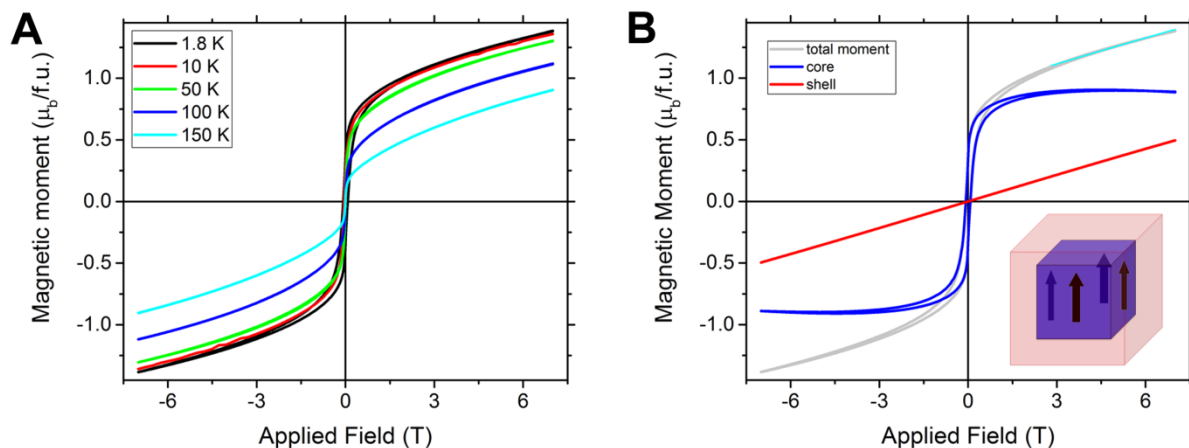 A
Magnetic moment (μb/f.u.)
1.8 K
10 K
50 K
100 K
150 K
1.0
0.5
0.0
-0.5
-1.0
-6 -3 0 3 6
Applied Field (T)
B
Magnetic Moment (μb/f.u.)
total moment
core
shell
1.0
0.5
0.0
-0.5
-1.0
-6 -3 0 3 6
Applied Field (T)